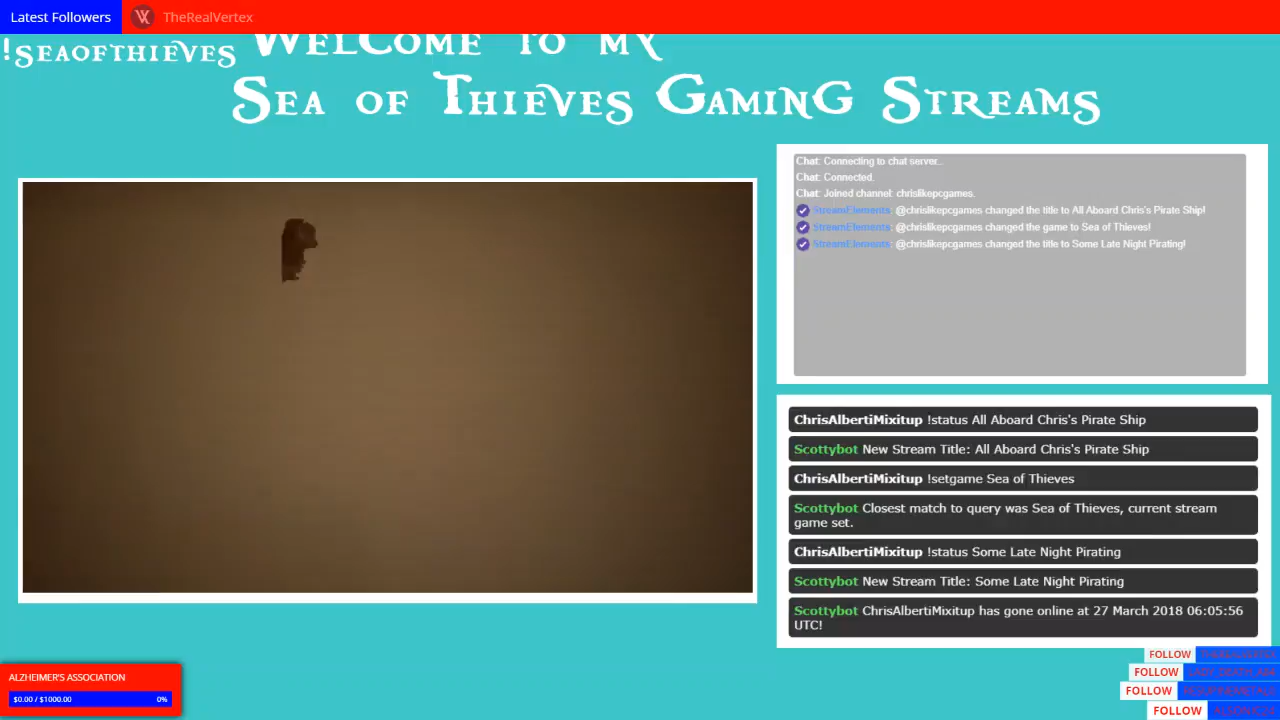 Latest Followers
TheRealVertex
!Seaofthieves
Welcome to my
Sea of Thieves Gaming Streams
Chat: Connecting to chat server...
Chat: Connected.
Chat: Joined channel: chrislikepcgames.
StreamElements: @chrislikepcgames changed the title to All Aboard Chris's Pirate Ship!
StreamElements: @chrislikepcgames changed the game to Sea of Thieves!
StreamElements: @chrislikepcgames changed the title to Some Late Night Pirating!
ChrisAlbertiMixitup !status All Aboard Chris's Pirate Ship
Scottybot New Stream Title: All Aboard Chris's Pirate Ship
ChrisAlbertiMixitup !setgame Sea of Thieves
Scottybot Closest match to query was Sea of Thieves, current stream
game set.
ChrisAlbertiMixitup !status Some Late Night Pirating
Scottybot New Stream Title: Some Late Night Pirating
Scottybot ChrisAlbertiMixitup has gone online at 27 March 2018 06:05:56
UTC!
ALZHEIMER'S ASSOCIATION
$0.00 / $1000.00 0%
FOLLOW THEREALVERTEX
FOLLOW
FOLLOW
FOLLOW